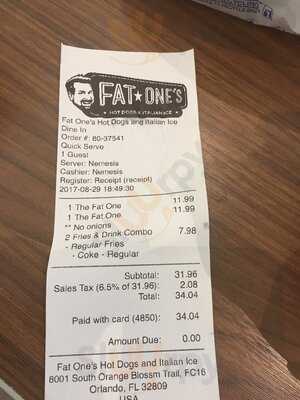 FAT★ONE'S
HOT DOGS & ITALIAN ICE
Fat One's Hot Dogs and Italian Ice
Dine In
Order #: 60-37541
Quick Serve
1 Guest
Server: Nemesis
Cashier: Nemesis
Register: Receipt (receipt)
2017-08-29 18:49:30
1 The Fat One 11.99
1 The Fat One 11.99
** No onions
2 Fries & Drink Combo 7.98
- Regular Fries
- Coke - Regular
Subtotal: 31.96
Sales Tax (6.5% of 31.96): 2.08
Total: 34.04
Paid with card (4850): 34.04
Amount Due: 0.00
Fat One's Hot Dogs and Italian Ice
8001 South Orange Blossm Trail, FC16
Orlando, FL 32809
USA